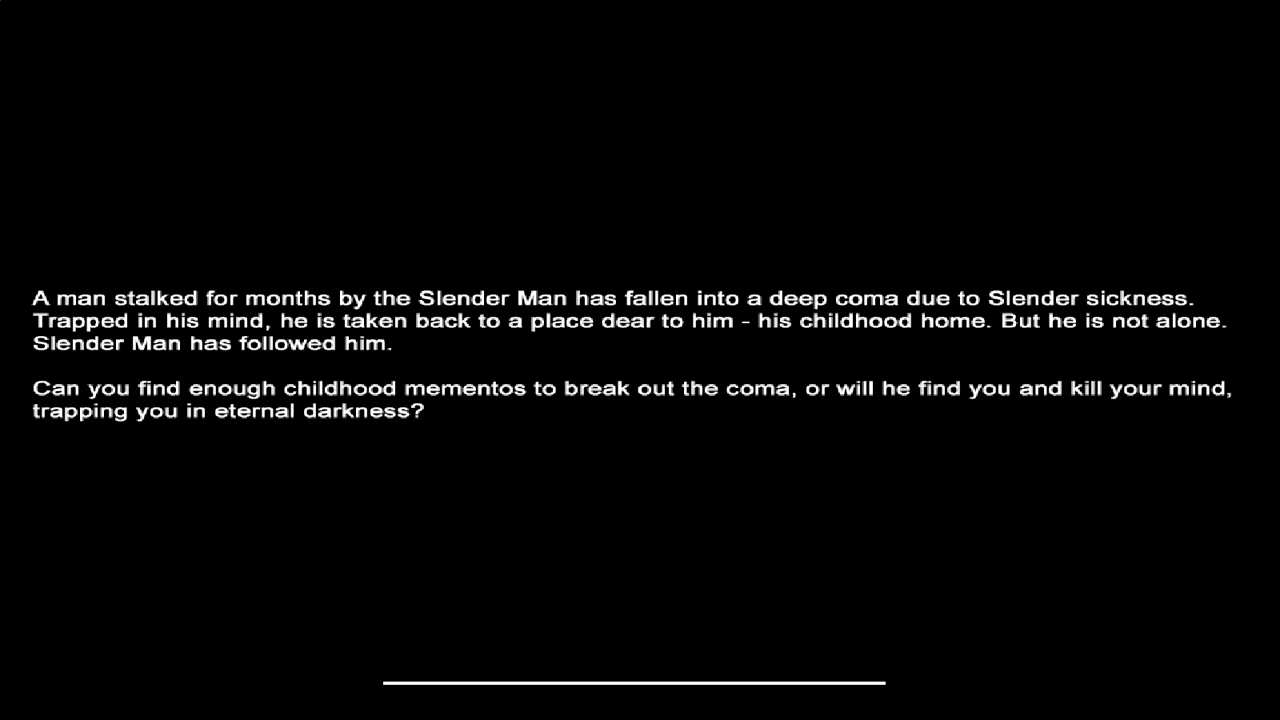 A man stalked for months by the Slender Man has fallen into a deep coma due to Slender sickness.
Trapped in his mind, he is taken back to a place dear to him - his childhood home. But he is not alone.
Slender Man has followed him.
Can you find enough childhood mementos to break out the coma, or will he find you and kill your mind,
trapping you in eternal darkness?